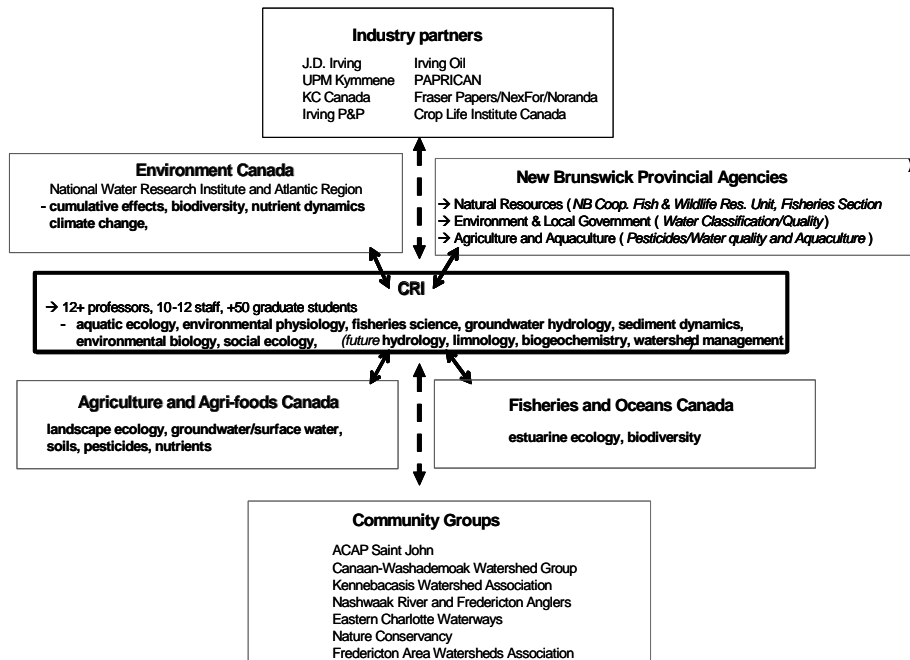 Industry partners
J.D. Irving Irving Oil
UPM Kymmene PAPRICAN
KC Canada Fraser Papers/NexFor/Noranda
Irving P&P Crop Life Institute Canada
Environment Canada
National Water Research Institute and Atlantic Region
- cumulative effects, biodiversity, nutrient dynamics
climate change,
)
New Brunswick Provincial Agencies
→ Natural Resources ( NB Coop. Fish & Wildlife Res. Unit, Fisheries Section
→ Environment & Local Government ( Water Classification/Quality )
→ Agriculture and Aquaculture ( Pesticides/Water quality and Aquaculture )
CRI
→ 12+ professors, 10-12 staff, +50 graduate students
- aquatic ecology, environmental physiology, fisheries science, groundwater hydrology, sediment dynamics,
environmental biology, social ecology, (future hydrology, limnology, biogeochemistry, watershed management)
Agriculture and Agri-foods Canada
landscape ecology, groundwater/surface water,
soils, pesticides, nutrients
Fisheries and Oceans Canada
estuarine ecology, biodiversity
Community Groups
ACAP Saint John
Canaan-Washademoak Watershed Group
Kennebacasis Watershed Association
Nashwaak River and Fredericton Anglers
Eastern Charlotte Waterways
Nature Conservancy
Fredericton Area Watersheds Association